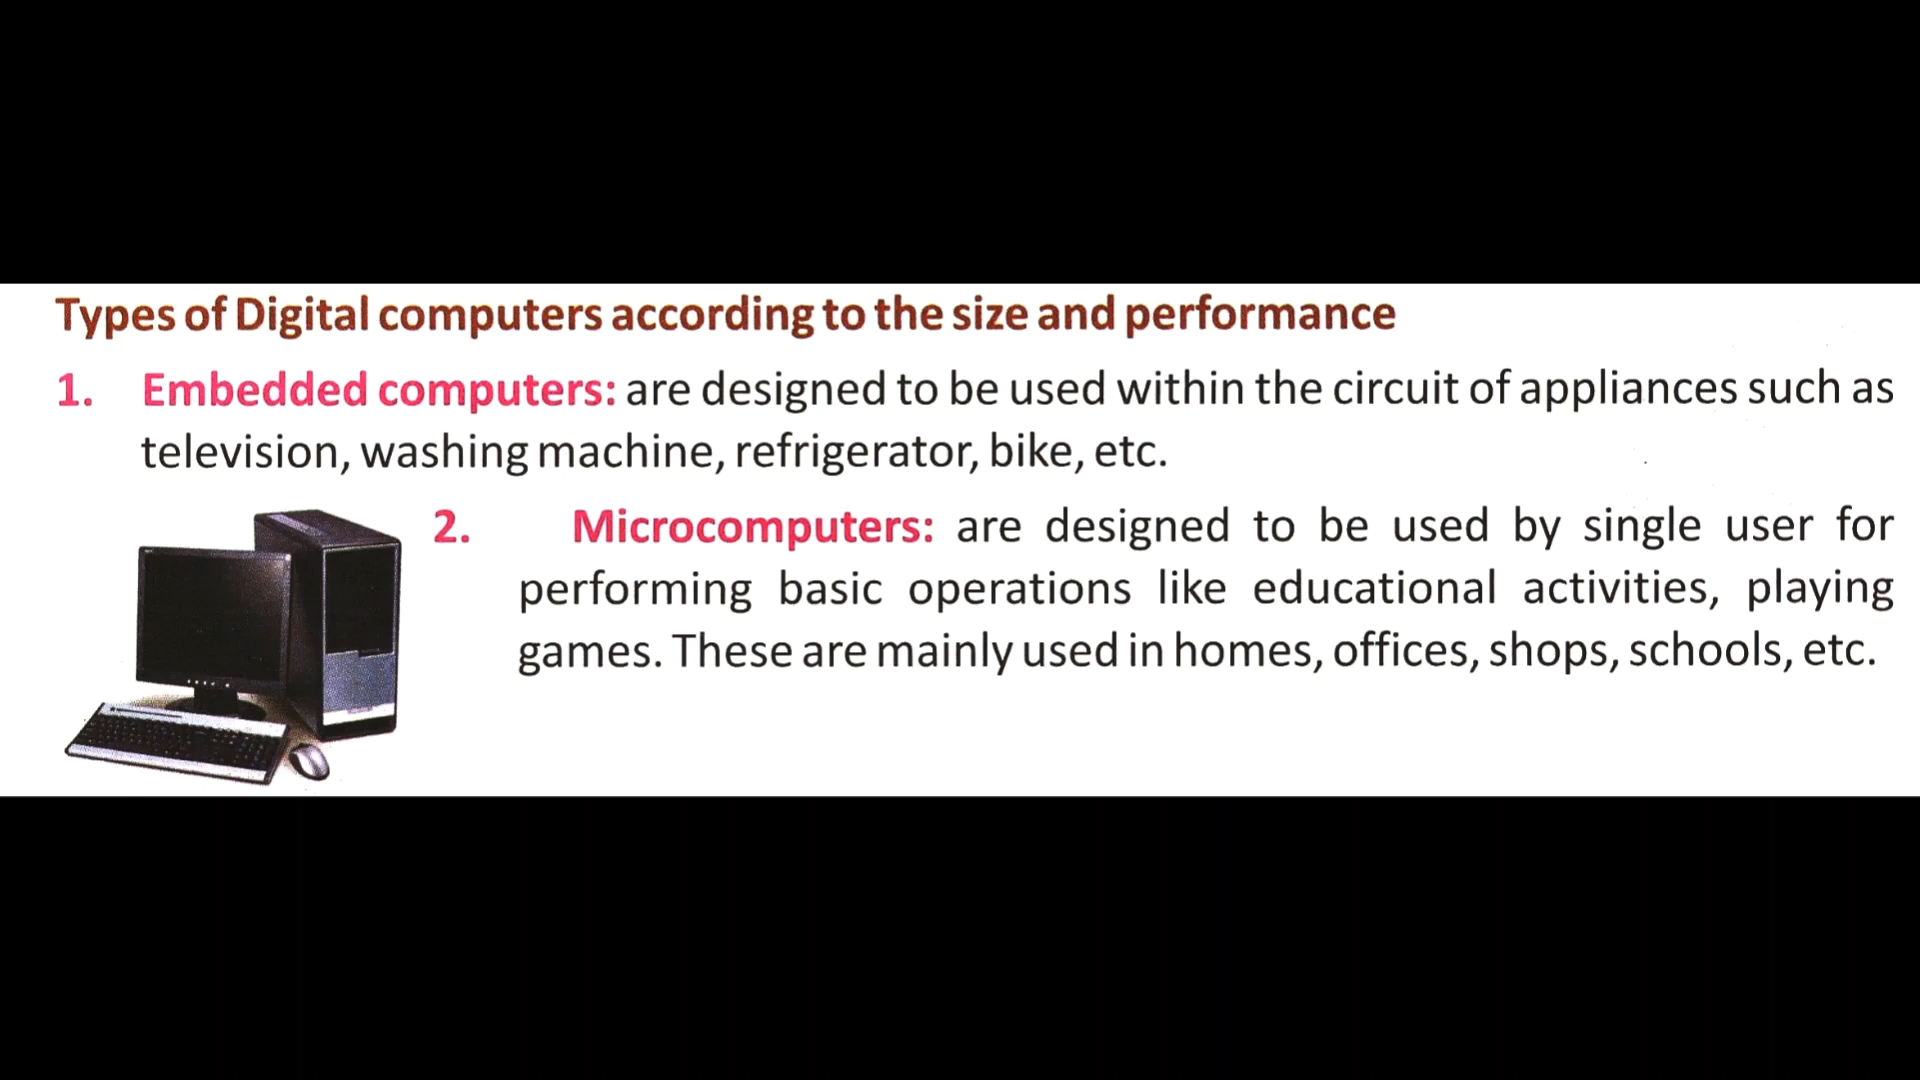 Types of Digital computers according to the size and performance
1. Embedded computers: are designed to be used within the circuit of appliances such as
television, washing machine, refrigerator, bike, etc.
2. Microcomputers: are designed to be used by single user for
performing basic operations like educational activities, playing
games. These are mainly used in homes, offices, shops, schools, etc.